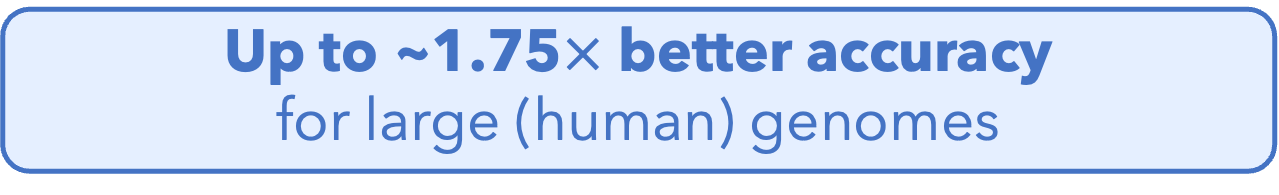 Up to ~1.75× better accuracy
for large (human) genomes